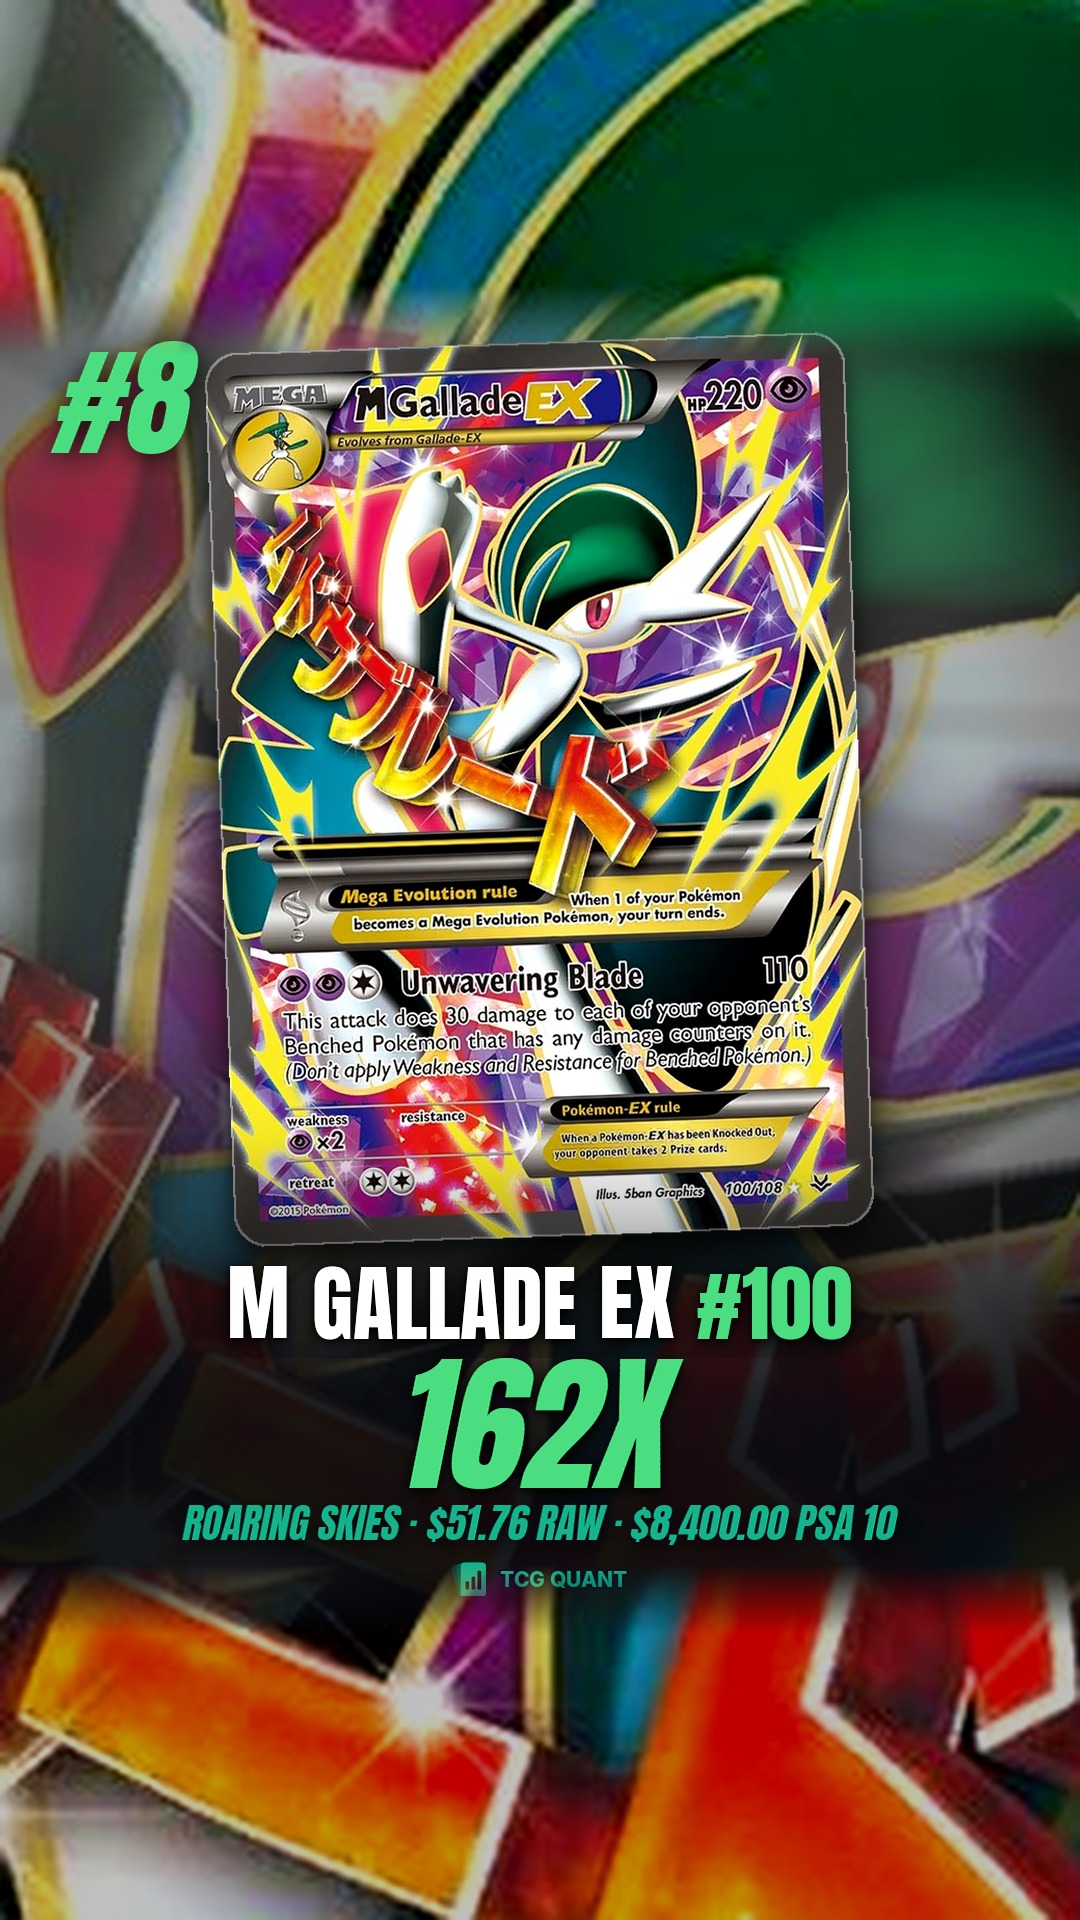 #8
MEGA
M Gallade EX
HP 220
Evolves from Gallade-EX
ノドウブレード
Mega Evolution rule
When 1 of your Pokémon
becomes a Mega Evolution Pokémon, your turn ends.
Unwavering Blade 110
This attack does 30 damage to each of your opponent's
Benched Pokémon that has any damage counters on it.
(Don't apply Weakness and Resistance for Benched Pokémon.)
weakness
resistance
×2
retreat
Pokémon-EX rule
When a Pokémon-EX has been Knocked Out,
your opponent takes 2 Prize cards.
Illus. 5ban Graphics 100/108
©2015 Pokémon
M GALLADE EX #100
162X
ROARING SKIES · $51.76 RAW · $8,400.00 PSA 10
TCG QUANT